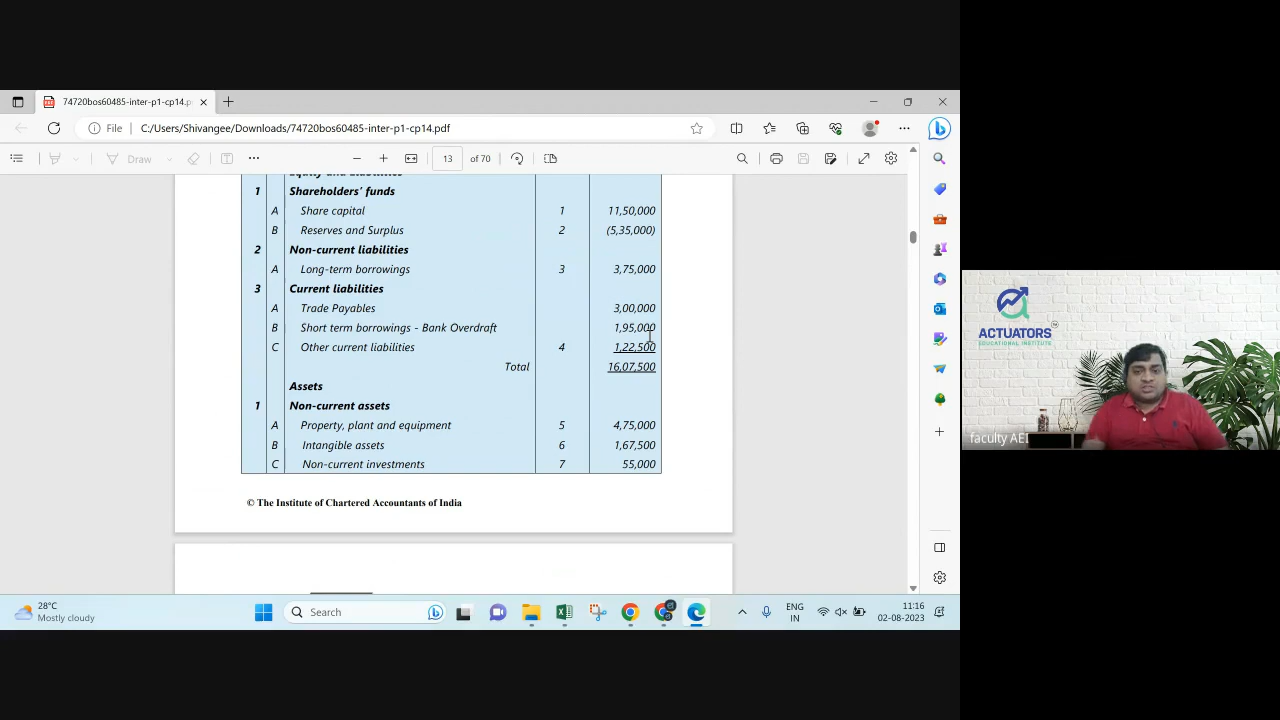 74720bos60485-inter-p1-cp14.p
File C:/Users/Shivangee/Downloads/74720bos60485-inter-p1-cp14.pdf
Draw 13 of 70
Equity and Liabilities
1 Shareholders' funds
A Share capital 1 11,50,000
B Reserves and Surplus 2 (5,35,000)
2 Non-current liabilities
A Long-term borrowings 3 3,75,000
3 Current liabilities
A Trade Payables 3,00,000
B Short term borrowings - Bank Overdraft 1,95,000
C Other current liabilities 4 1,22,500
Total 16,07,500
Assets
1 Non-current assets
A Property, plant and equipment 5 4,75,000
B Intangible assets 6 1,67,500
C Non-current investments 7 55,000
© The Institute of Chartered Accountants of India
ACTUATORS
EDUCATIONAL INSTITUTE
faculty AEI
28°C
Mostly cloudy
Search
ENG
IN
11:16
02-08-2023